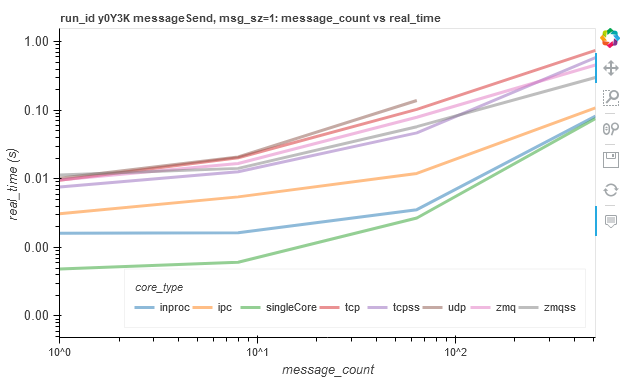 run_id y0Y3K messageSend, msg_sz=1: message_count vs real_time
1.00
0.10
0.01
0.00
0.00
real_time (s)
core_type
inproc ipc singleCore tcp tcpss udp zmq zmqss
10^0 10^1 10^2
message_count